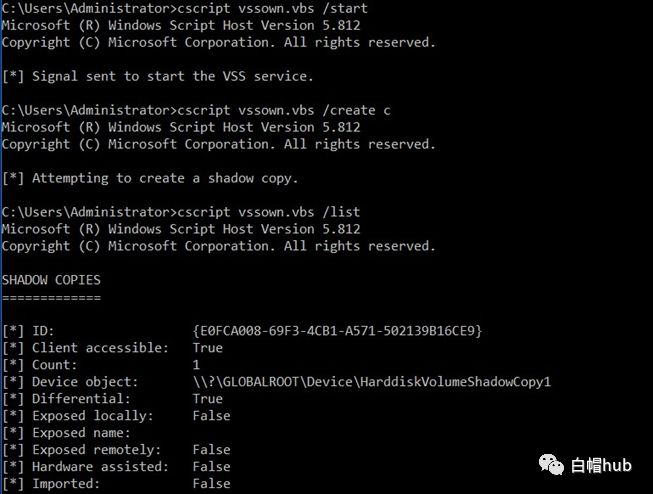 C:\Users\Administrator>cscript vssown.vbs /start
Microsoft (R) Windows Script Host Version 5.812
Copyright (C) Microsoft Corporation. All rights reserved.
[*] Signal sent to start the VSS service.
C:\Users\Administrator>cscript vssown.vbs /create c
Microsoft (R) Windows Script Host Version 5.812
Copyright (C) Microsoft Corporation. All rights reserved.
[*] Attempting to create a shadow copy.
C:\Users\Administrator>cscript vssown.vbs /list
Microsoft (R) Windows Script Host Version 5.812
Copyright (C) Microsoft Corporation. All rights reserved.
SHADOW COPIES
=============
[*] ID: {E0FCA008-69F3-4CB1-A571-502139B16CE9}
[*] Client accessible: True
[*] Count: 1
[*] Device object: \\?\GLOBALROOT\Device\HarddiskVolumeShadowCopy1
[*] Differential: True
[*] Exposed locally: False
[*] Exposed name:
[*] Exposed remotely: False
[*] Hardware assisted: False
[*] Imported: False
白帽hub